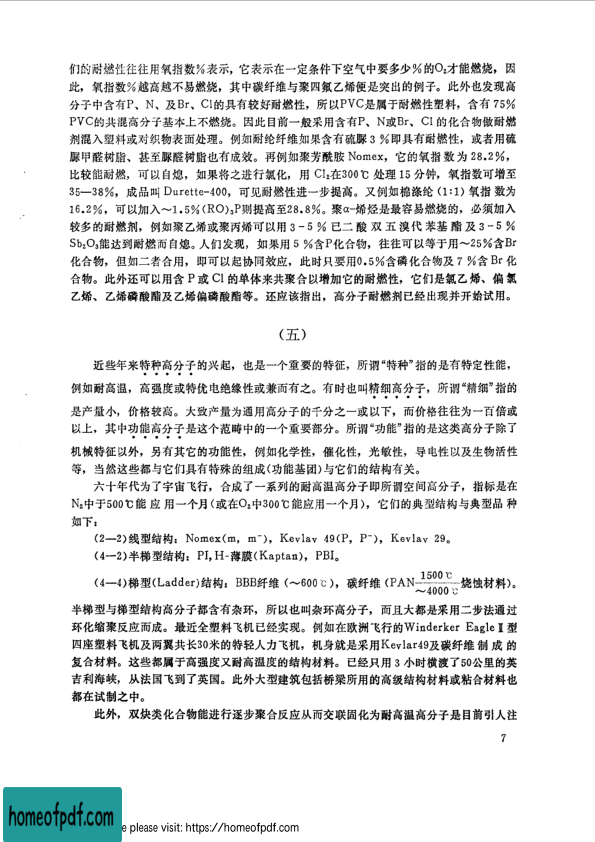 们的耐燃性往往用氧指数%表示，它表示在一定条件下空气中要多少%的O₂才能燃烧，因
此，氧指数%越高越不易燃烧，其中碳纤维与聚四氟乙烯便是突出的例子。此外也发现高
分子中含有P、N、及Br、Cl的具有较好耐燃性，所以PVC是属于耐燃性塑料，含有75%
PVC的共混高分子基本上不燃烧。因此目前一般采用含有P、N或Br、Cl的化合物做耐燃
剂混入塑料或对织物表面处理。例如耐纶纤维如果含有硫脲3%即具有耐燃性，或者用硫
脲甲醛树脂、甚至脲醛树脂也有成效。再例如聚芳酰胺Nomex，它的氧指数为28.2%，
比较能耐燃，可以自熄，如果将之进行氯化，用Cl₂在300℃处理15分钟，氧指数可增至
35—38%，成品叫Durette-400，可见耐燃性进一步提高。又例如棉涤纶(1:1)氧指数为
16.2%，可以加入～1.5%(RO)₃P则提高至28.8%。聚α-烯烃是最容易燃烧的，必须加入
较多的耐燃剂，例如聚乙烯或聚丙烯可以用3-5%已二酸双五溴代苯基酯及3-5%
Sb₂O₃能达到耐燃而自熄。人们发现，如果用5%含P化合物，往往可以等于用～25%含Br
化合物，但如二者合用，即可以起协同效应，此时只要用0.5%含磷化合物及7%含Br化
合物。此外还可以用含P或Cl的单体来共聚合以增加它的耐燃性，它们是氯乙烯、偏氯
乙烯、乙烯磷酸酯及乙烯偏磷酸酯等。还应该指出，高分子耐燃剂已经出现并开始试用。
(五)
近些年来特种高分子的兴起，也是一个重要的特征，所谓“特种”指的是有特定性能，
例如耐高温，高强度或特优电绝缘性或兼而有之。有时也叫精细高分子，所谓“精细”指的
是产量小，价格较高。大致产量为通用高分子的千分之一或以下，而价格往往为一百倍或
以上，其中功能高分子是这个范畴中的一个重要部分。所谓“功能”指的是这类高分子除了
机械特征以外，另有其它的功能性，例如化学性，催化性，光敏性，导电性以及生物活性
等，当然这些都与它们具有特殊的组成(功能基团)与它们的结构有关。
六十年代为了宇宙飞行，合成了一系列的耐高温高分子即所谓空间高分子，指标是在
N₂中于500℃能应用一个月(或在O₂中300℃能应用一个月)，它们的典型结构与典型品种
如下：
(2—2)线型结构：Nomex(m，m⁻)，Kevlav 49(P，P⁻)，Kevlav 29。
(4—2)半梯型结构：PI，H-薄膜(Kaptan)，PBI。
(4—4)梯型(Ladder)结构：BBB纤维(～600℃)，碳纤维(PAN 1500℃ ～4000℃ 烧蚀材料)。
半梯型与梯型结构高分子都含有杂环，所以也叫杂环高分子，而且大都是采用二步法通过
环化缩聚反应而成。最近全塑料飞机已经实现。例如在欧洲飞行的Winderker EagleⅡ型
四座塑料飞机及两翼共长30米的特轻人力飞机，机身就是采用Kevlar49及碳纤维制成的
复合材料。这些都属于高强度又耐高温度的结构材料。已经只用3小时横渡了50公里的英
吉利海峡，从法国飞到了英国。此外大型建筑包括桥梁所用的高级结构材料或粘合材料也
都在试制之中。
此外，双炔类化合物能进行逐步聚合反应从而交联固化为耐高温高分子是目前引人注
7
homeofpdf.com
e please visit: https://homeofpdf.com